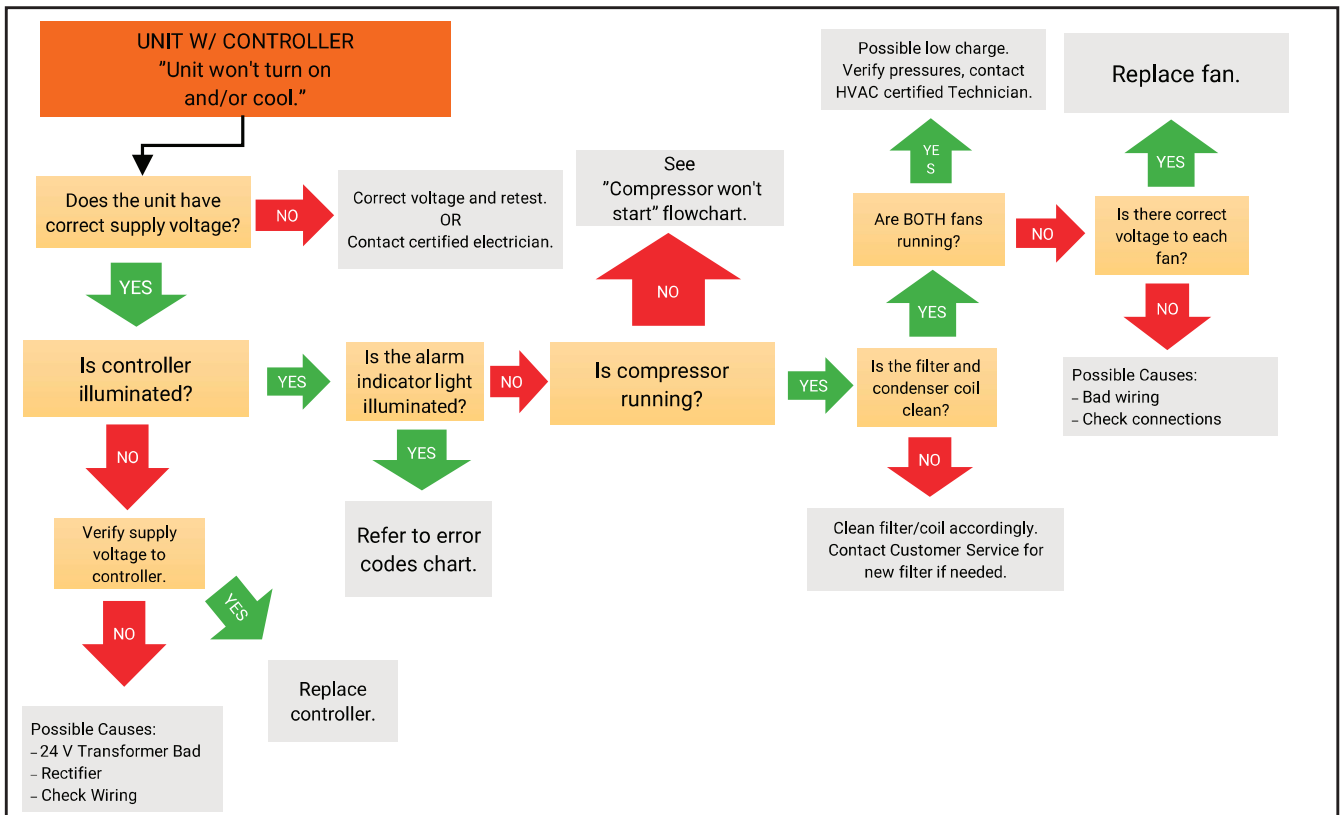 UNIT W/ CONTROLLER
”Unit won't turn on
and/or cool.”
Does the unit have
correct supply voltage?
NO
Correct voltage and retest.
OR
Contact certified electrician.
YES
Is controller
illuminated?
YES
Is the alarm
indicator light
illuminated?
NO
Is compressor
running?
NO
See
”Compressor won't
start” flowchart.
YES
Is the filter and
condenser coil
clean?
YES
Are BOTH fans
running?
YE
S
Possible low charge.
Verify pressures, contact
HVAC certified Technician.
NO
Is there correct
voltage to each
fan?
YES
Replace fan.
NO
Possible Causes:
– Bad wiring
– Check connections
NO
Clean filter/coil accordingly.
Contact Customer Service for
new filter if needed.
YES
Refer to error
codes chart.
NO
Verify supply
voltage to
controller.
YES
Replace
controller.
NO
Possible Causes:
– 24 V Transformer Bad
– Rectifier
– Check Wiring